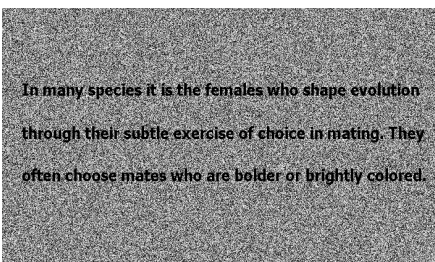 In many species it is the females who shape evolution
through their subtle exercise of choice in mating. They
often choose mates who are bolder or brightly colored.